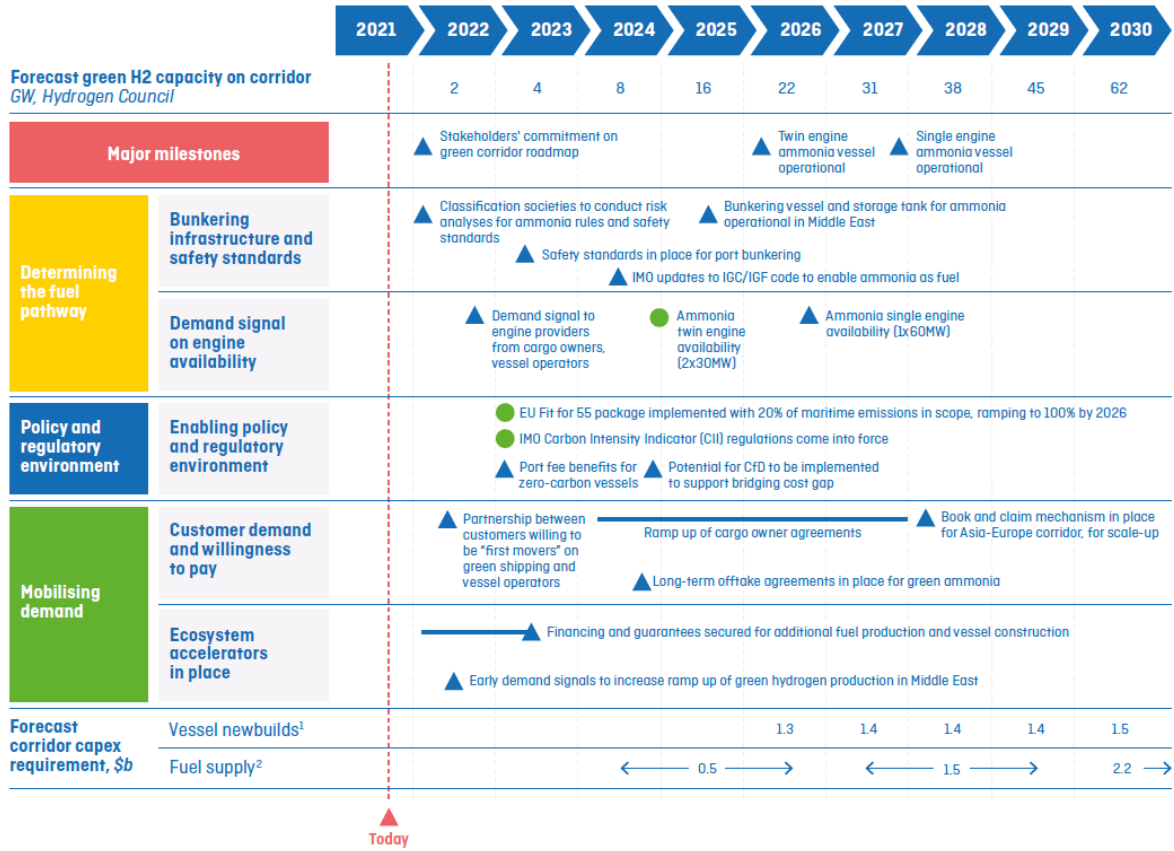 2021 2022 2023 2024 2025 2026 2027 2028 2029 2030
Forecast green H2 capacity on corridor
GW, Hydrogen Council
2 4 8 16 22 31 38 45 62
Major milestones
Stakeholders' commitment on
green corridor roadmap
Twin engine
ammonia vessel
operational
Single engine
ammonia vessel
operational
Determining
the fuel
pathway
Bunkering
infrastructure and
safety standards
Classification societies to conduct risk
analyses for ammonia rules and safety
standards
Bunkering vessel and storage tank for ammonia
operational in Middle East
Safety standards in place for port bunkering
IMO updates to IGC/IGF code to enable ammonia as fuel
Demand signal
on engine
availability
Demand signal to
engine providers
from cargo owners,
vessel operators
Ammonia
twin engine
availability
(2x30MW)
Ammonia single engine
availability (1x60MW)
Policy and
regulatory
environment
Enabling policy
and regulatory
environment
EU Fit for 55 package implemented with 20% of maritime emissions in scope, ramping to 100% by 2026
IMO Carbon Intensity Indicator (CII) regulations come into force
Port fee benefits for
zero-carbon vessels
Potential for CfD to be implemented
to support bridging cost gap
Mobilising
demand
Customer demand
and willingness
to pay
Partnership between
customers willing to
be "first movers" on
green shipping and
vessel operators
Ramp up of cargo owner agreements
Book and claim mechanism in place
for Asia-Europe corridor, for scale-up
Long-term offtake agreements in place for green ammonia
Ecosystem
accelerators
in place
Financing and guarantees secured for additional fuel production and vessel construction
Early demand signals to increase ramp up of green hydrogen production in Middle East
Forecast
corridor capex
requirement, $b
Vessel newbuilds¹
1.3 1.4 1.4 1.4 1.5
Fuel supply²
0.5 1.5 2.2
Today